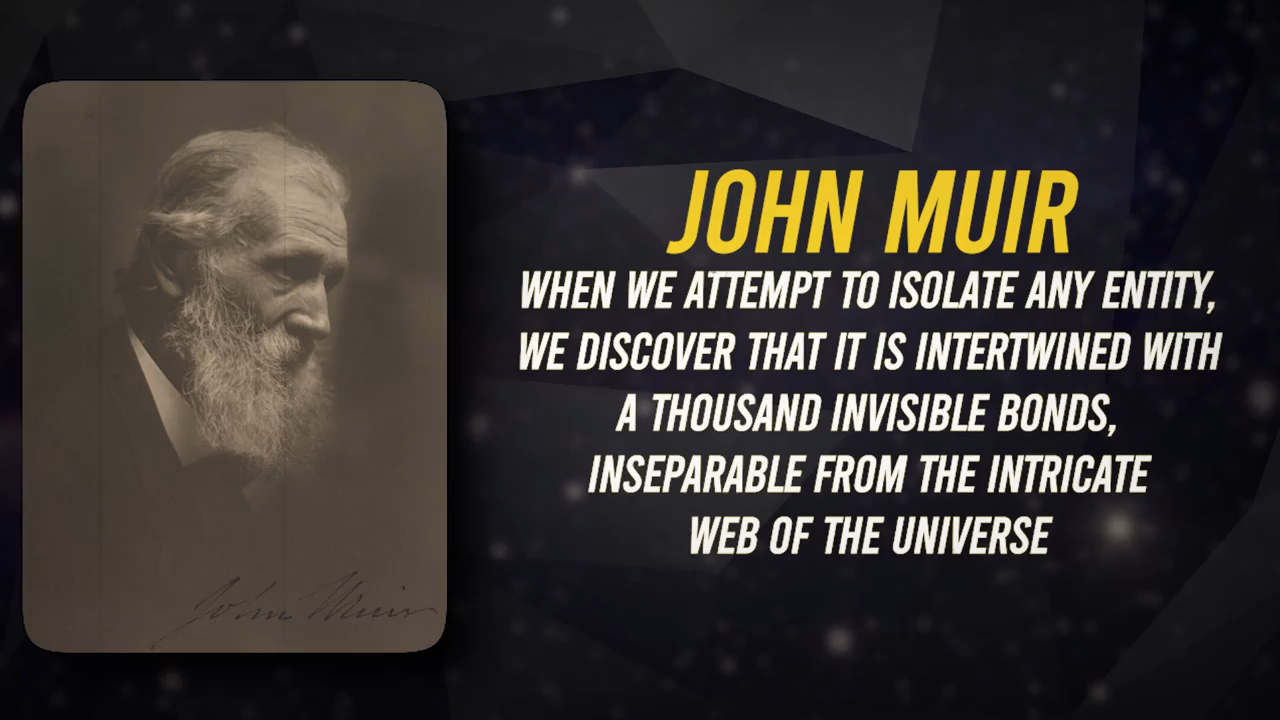 JOHN MUIR
WHEN WE ATTEMPT TO ISOLATE ANY ENTITY,
WE DISCOVER THAT IT IS INTERTWINED WITH
A THOUSAND INVISIBLE BONDS,
INSEPARABLE FROM THE INTRICATE
WEB OF THE UNIVERSE
John Muir